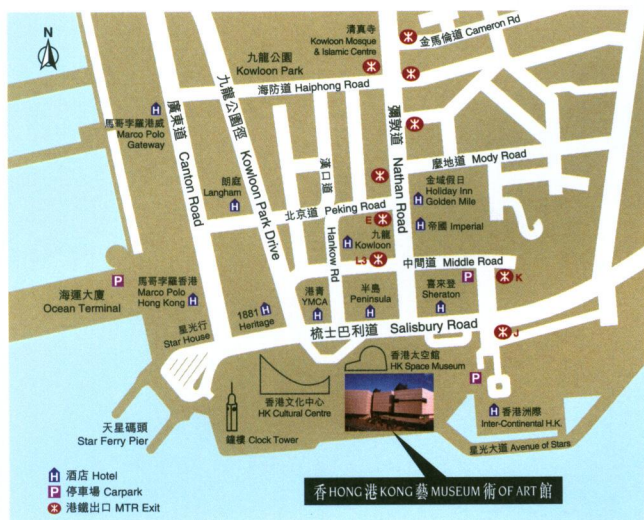 N
清真寺
Kowloon Mosque
& Islamic Centre
金馬倫道 Cameron Rd
九龍公園
Kowloon Park
海防道 Haiphong Road
馬哥孛羅港威
Marco Polo
Gateway
廣東道 Canton Road
九龍公園徑 Kowloon Park Drive
漢口道 Hankow Rd
彌敦道 Nathan Road
麼地道 Mody Road
朗庭
Langham
金域假日
Holiday Inn
Golden Mile
北京道 Peking Road
E
帝國 Imperial
九龍
Kowloon
L3
中間道 Middle Road
P
K
P
海運大廈
Ocean Terminal
馬哥孛羅香港
Marco Polo
Hong Kong
星光行
Star House
1881
Heritage
港青
YMCA
半島
Peninsula
喜來登
Sheraton
梳士巴利道 Salisbury Road
J
香港太空館
HK Space Museum
P
香港文化中心
HK Cultural Centre
香港洲際
Inter-Continental H.K.
天星碼頭
Star Ferry Pier
鐘樓 Clock Tower
星光大道 Avenue of Stars
H 酒店 Hotel
P 停車場 Carpark
港鐵出口 MTR Exit
香HONG港KONG藝MUSEUM術OF ART館